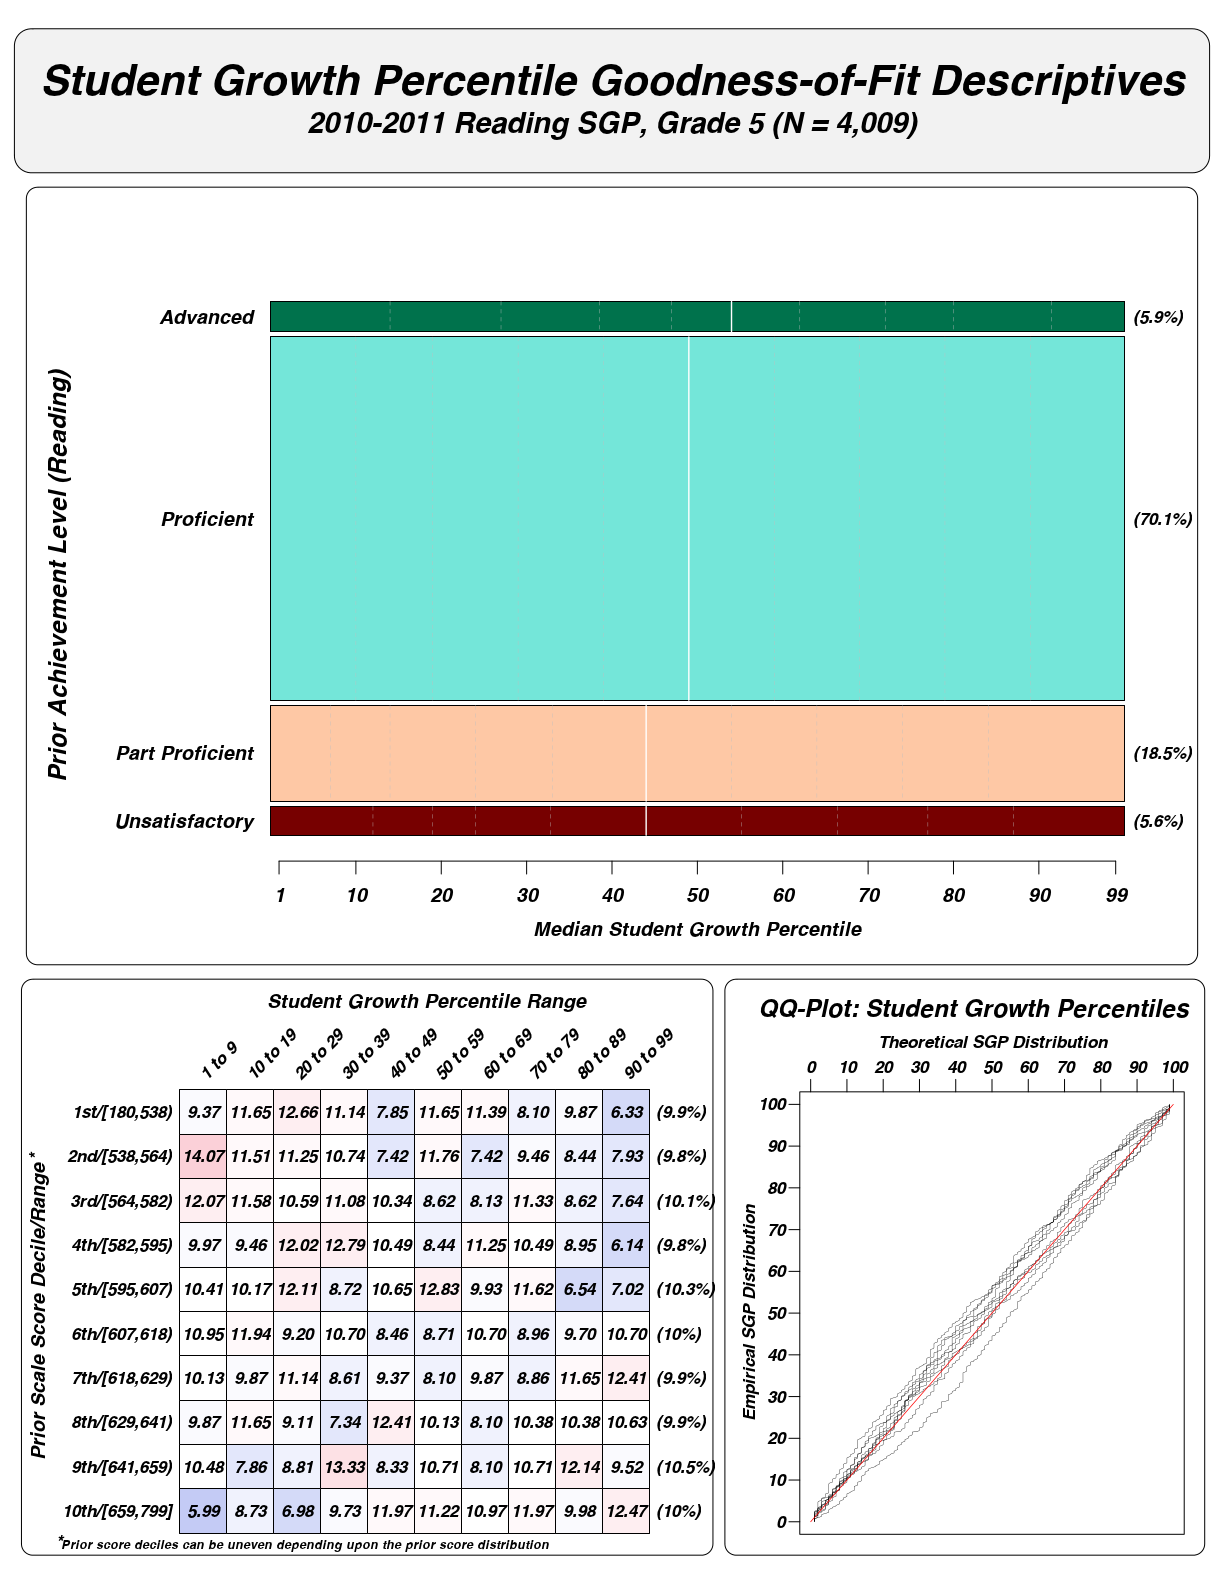 Student Growth Percentile Goodness-of-Fit Descriptives
2010-2011 Reading SGP, Grade 5 (N = 4,009)
Prior Achievement Level (Reading)
Advanced (5.9%)
Proficient (70.1%)
Part Proficient (18.5%)
Unsatisfactory (5.6%)
1 10 20 30 40 50 60 70 80 90 99
Median Student Growth Percentile
Student Growth Percentile Range
1 to 9 10 to 19 20 to 29 30 to 39 40 to 49 50 to 59 60 to 69 70 to 79 80 to 89 90 to 99
Prior Scale Score Decile/Range*
1st/[180,538) 9.37 11.65 12.66 11.14 7.85 11.65 11.39 8.10 9.87 6.33 (9.9%)
2nd/[538,564) 14.07 11.51 11.25 10.74 7.42 11.76 7.42 9.46 8.44 7.93 (9.8%)
3rd/[564,582) 12.07 11.58 10.59 11.08 10.34 8.62 8.13 11.33 8.62 7.64 (10.1%)
4th/[582,595) 9.97 9.46 12.02 12.79 10.49 8.44 11.25 10.49 8.95 6.14 (9.8%)
5th/[595,607) 10.41 10.17 12.11 8.72 10.65 12.83 9.93 11.62 6.54 7.02 (10.3%)
6th/[607,618) 10.95 11.94 9.20 10.70 8.46 8.71 10.70 8.96 9.70 10.70 (10%)
7th/[618,629) 10.13 9.87 11.14 8.61 9.37 8.10 9.87 8.86 11.65 12.41 (9.9%)
8th/[629,641) 9.87 11.65 9.11 7.34 12.41 10.13 8.10 10.38 10.38 10.63 (9.9%)
9th/[641,659) 10.48 7.86 8.81 13.33 8.33 10.71 8.10 10.71 12.14 9.52 (10.5%)
10th/[659,799] 5.99 8.73 6.98 9.73 11.97 11.22 10.97 11.97 9.98 12.47 (10%)
*Prior score deciles can be uneven depending upon the prior score distribution
QQ-Plot: Student Growth Percentiles
Theoretical SGP Distribution
0 10 20 30 40 50 60 70 80 90 100
Empirical SGP Distribution
100
90
80
70
60
50
40
30
20
10
0